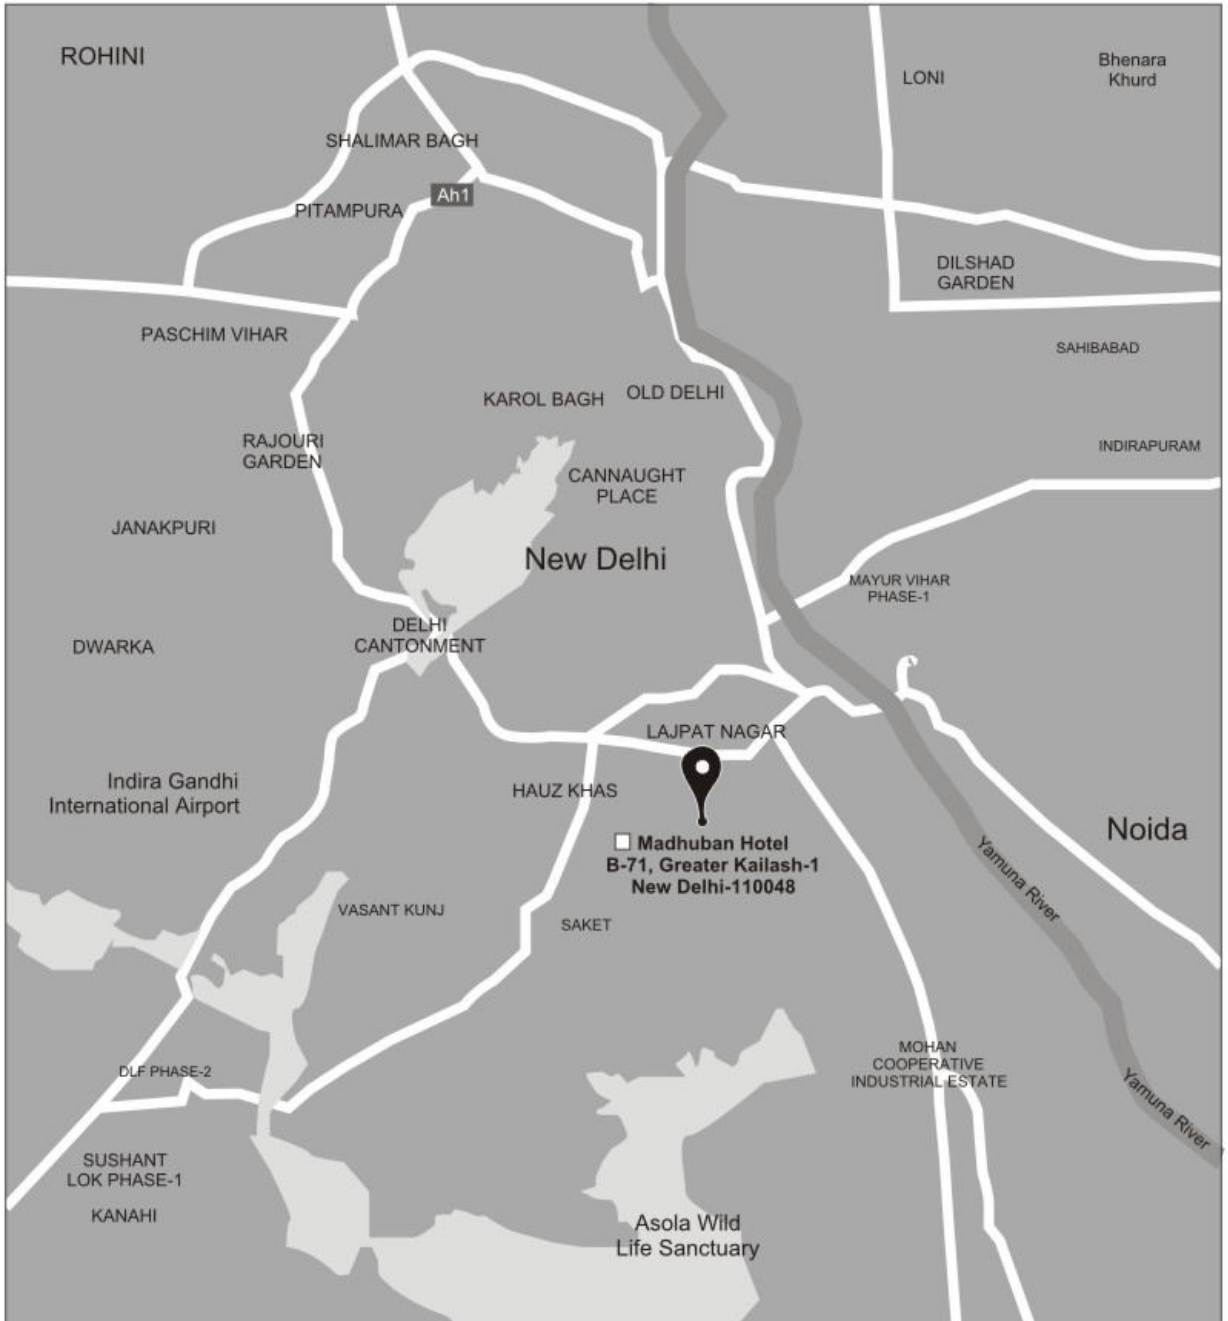 ROHINI
Bhenara
Khurd
LONI
SHALIMAR BAGH
Ah1
PITAMPURA
DILSHAD
GARDEN
PASCHIM VIHAR
SAHIBABAD
KAROL BAGH
OLD DELHI
RAJOURI
GARDEN
INDIRAPURAM
CANNAUGHT
PLACE
JANAKPURI
New Delhi
MAYUR VIHAR
PHASE-1
DELHI
CANTONMENT
DWARKA
LAJPAT NAGAR
Indira Gandhi
International Airport
HAUZ KHAS
Noida
Madhuban Hotel
B-71, Greater Kailash-1
New Delhi-110048
Yamuna River
VASANT KUNJ
SAKET
MOHAN
COOPERATIVE
INDUSTRIAL ESTATE
DLF PHASE-2
Yamuna River
SUSHANT
LOK PHASE-1
KANAHI
Asola Wild
Life Sanctuary